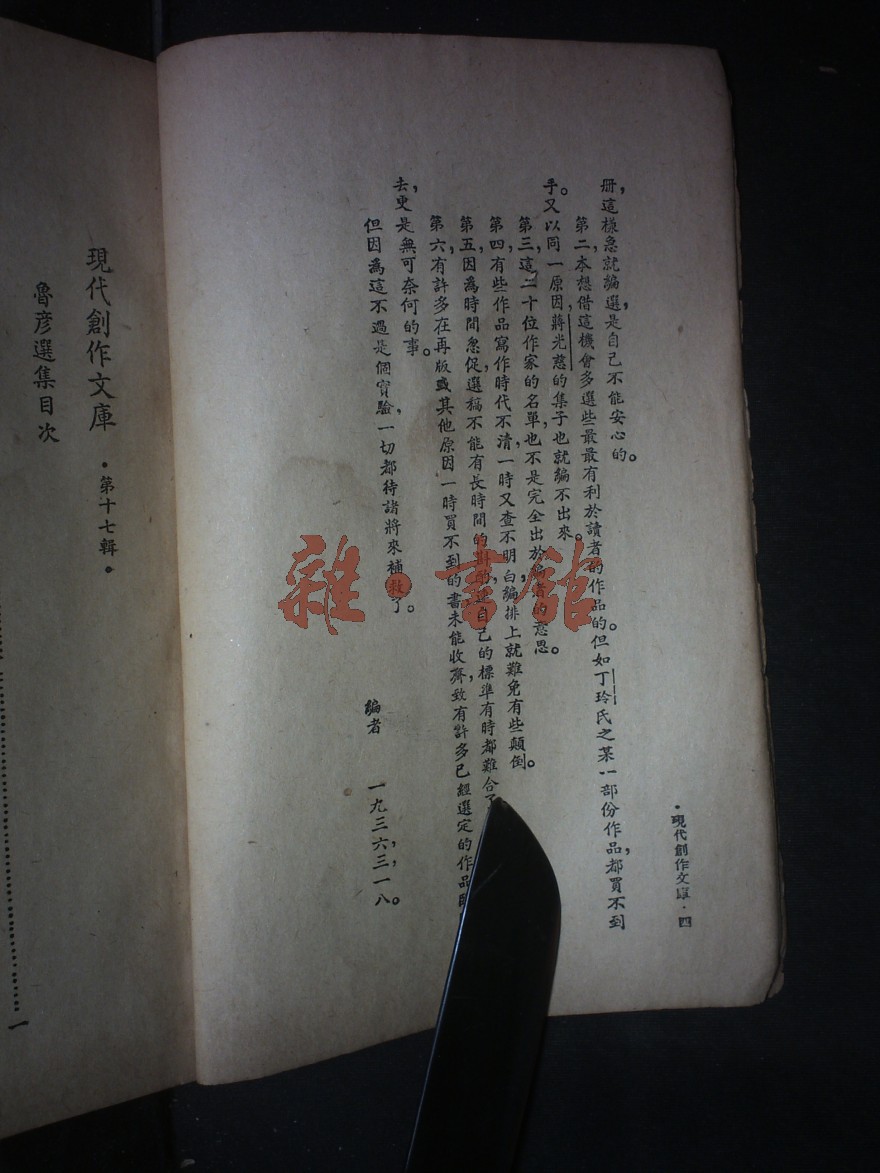 現代創作文庫・四
册，這樣急就編選，是自己不能安心的。
第二，本想借這機會多選些最最有利於讀者的作品的。但如丁玲氏之某一部份作品，都買不到
手。又以同一原因，蔣光慈的集子也就編不出來。
第三，這二十位作家的名單，也不是完全出於編者的意思。
第四，有些作品寫作時代不清，一時又查不明白，編排上就難免有些顛倒。
第五，因爲時間怱促，選稿不能有長時間的，連自己的標準有時都難合了
第六，有許多在再版或其他原因一時買不到的書，未能收齊，致有許多已經選定的作品
去，更是無可奈何的事。
但因爲這不過是個實驗，一切都待諸將來補救了。
編者 一九三六，三，一八。
現代創作文庫
・第十七輯・
魯彥選集目次
一
雜・書館